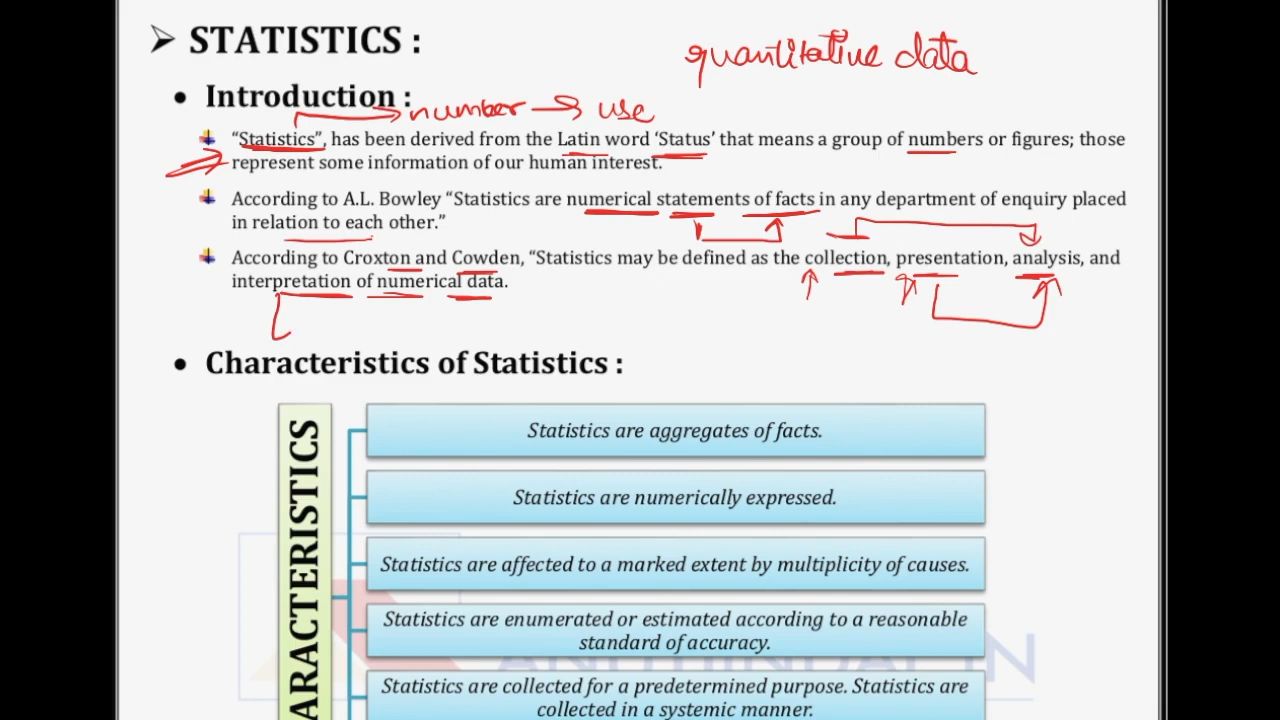 ➢ STATISTICS :
quantitative data
• Introduction :
number → use
“Statistics”, has been derived from the Latin word ‘Status’ that means a group of numbers or figures; those
represent some information of our human interest.
According to A.L. Bowley “Statistics are numerical statements of facts in any department of enquiry placed
in relation to each other.”
According to Croxton and Cowden, “Statistics may be defined as the collection, presentation, analysis, and
interpretation of numerical data.
• Characteristics of Statistics :
ARACTERISTICS
Statistics are aggregates of facts.
Statistics are numerically expressed.
Statistics are affected to a marked extent by multiplicity of causes.
Statistics are enumerated or estimated according to a reasonable
standard of accuracy.
Statistics are collected for a predetermined purpose. Statistics are
collected in a systemic manner.